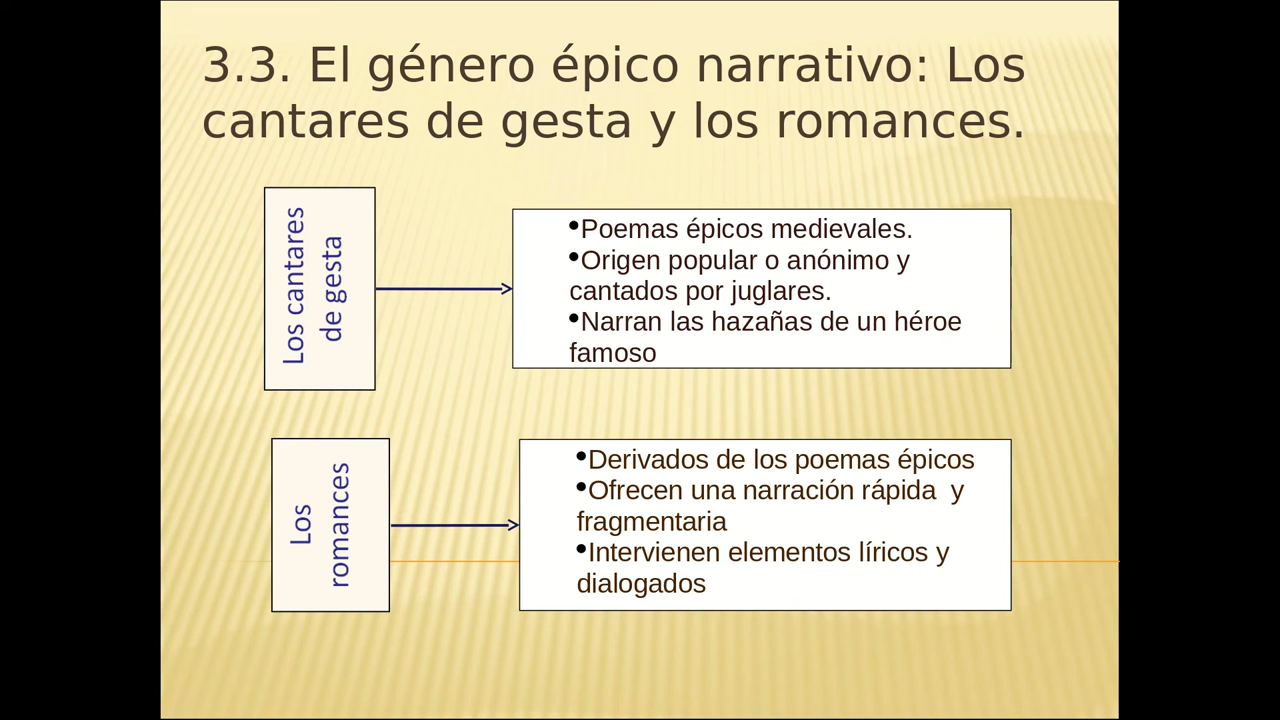 3.3. El género épico narrativo: Los
cantares de gesta y los romances.
Los cantares
de gesta
•Poemas épicos medievales.
•Origen popular o anónimo y
cantados por juglares.
•Narran las hazañas de un héroe
famoso
Los
romances
•Derivados de los poemas épicos
•Ofrecen una narración rápida  y
fragmentaria
•Intervienen elementos líricos y
dialogados